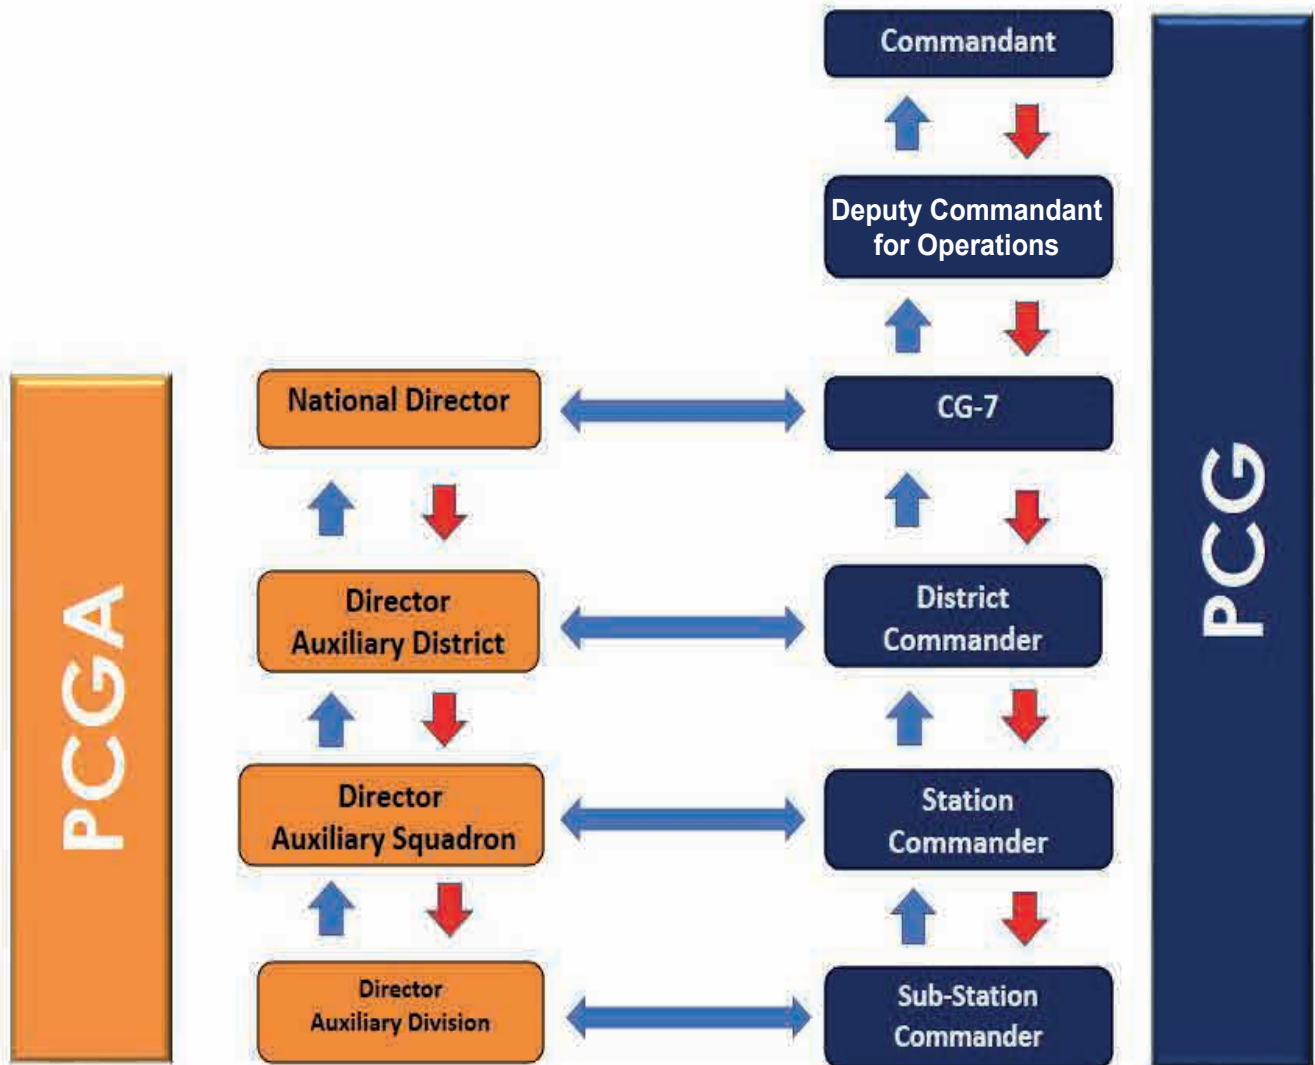 Commandant
Deputy Commandant
for Operations
National Director
CG-7
Director
Auxiliary District
District
Commander
Director
Auxiliary Squadron
Station
Commander
Director
Auxiliary Division
Sub-Station
Commander
PCGA
PCG